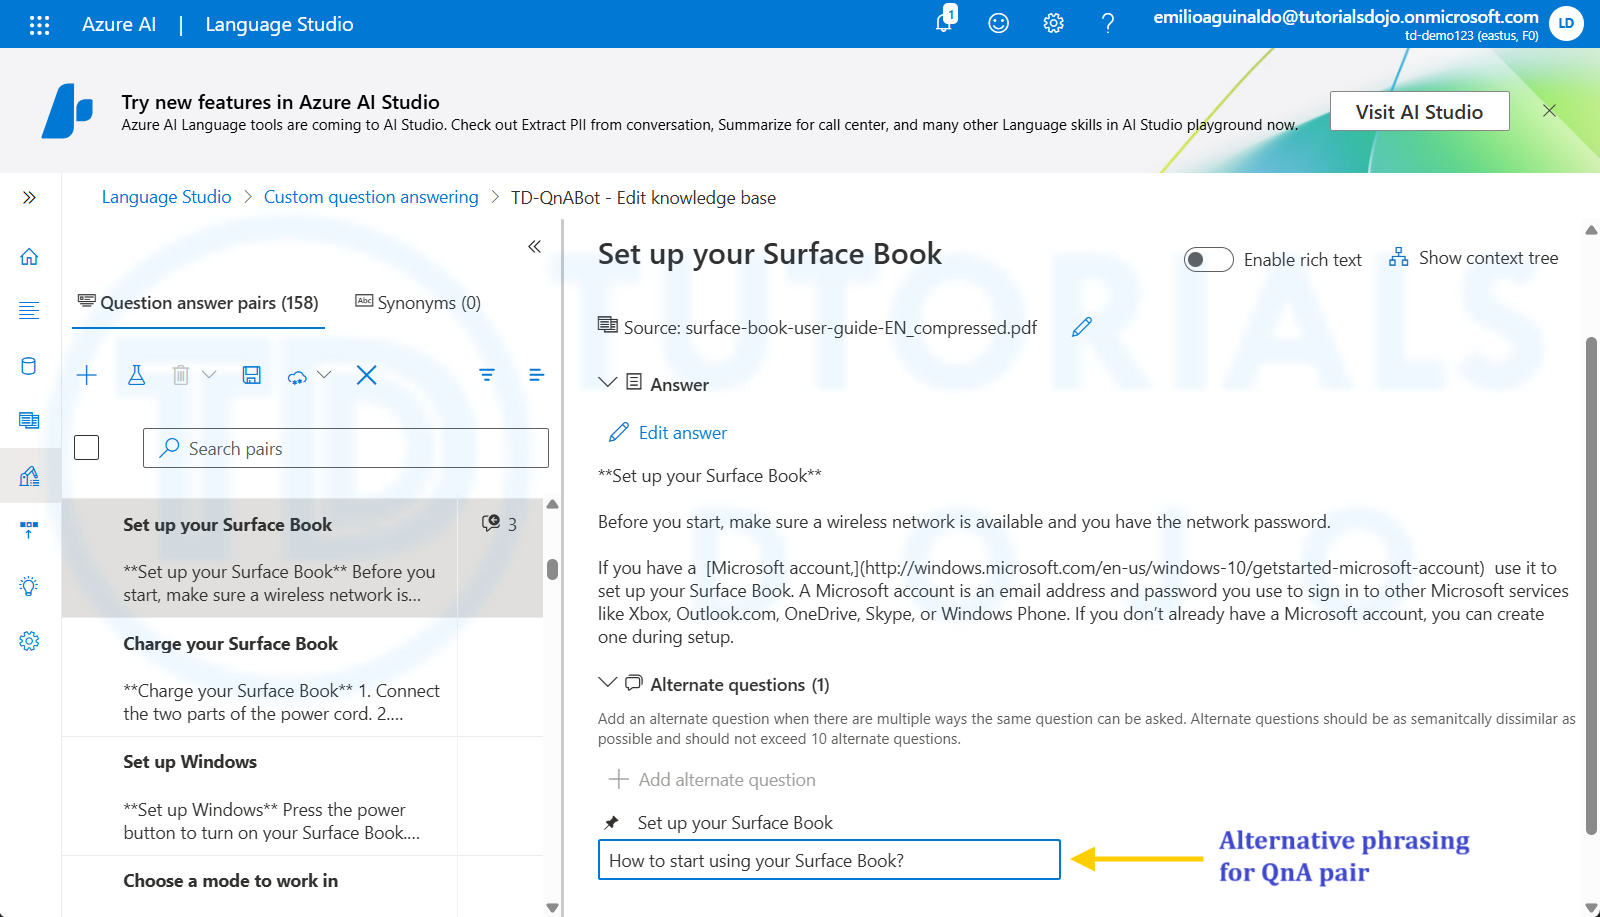 Azure AI | Language Studio
1
emilioaguinaldo@tutorialsdojo.onmicrosoft.com
td-demo123 (eastus, F0)
LD
Try new features in Azure AI Studio
Azure AI Language tools are coming to AI Studio. Check out Extract PII from conversation, Summarize for call center, and many other Language skills in AI Studio playground now.
Visit AI Studio
Language Studio > Custom question answering > TD-QnABot - Edit knowledge base
Question answer pairs (158)
Abc Synonyms (0)
Search pairs
Set up your Surface Book
3
**Set up your Surface Book** Before you
start, make sure a wireless network is...
Charge your Surface Book
**Charge your Surface Book** 1. Connect
the two parts of the power cord. 2....
Set up Windows
**Set up Windows** Press the power
button to turn on your Surface Book....
Choose a mode to work in
Set up your Surface Book
Enable rich text
Show context tree
Source: surface-book-user-guide-EN_compressed.pdf
Answer
Edit answer
**Set up your Surface Book**
Before you start, make sure a wireless network is available and you have the network password.
If you have a [Microsoft account,](http://windows.microsoft.com/en-us/windows-10/getstarted-microsoft-account) use it to
set up your Surface Book. A Microsoft account is an email address and password you use to sign in to other Microsoft services
like Xbox, Outlook.com, OneDrive, Skype, or Windows Phone. If you don’t already have a Microsoft account, you can create
one during setup.
Alternate questions (1)
Add an alternate question when there are multiple ways the same question can be asked. Alternate questions should be as semanitcally dissimilar as
possible and should not exceed 10 alternate questions.
Add alternate question
Set up your Surface Book
How to start using your Surface Book?
Alternative phrasing
for QnA pair
TD
TUTORIALS
DOJO